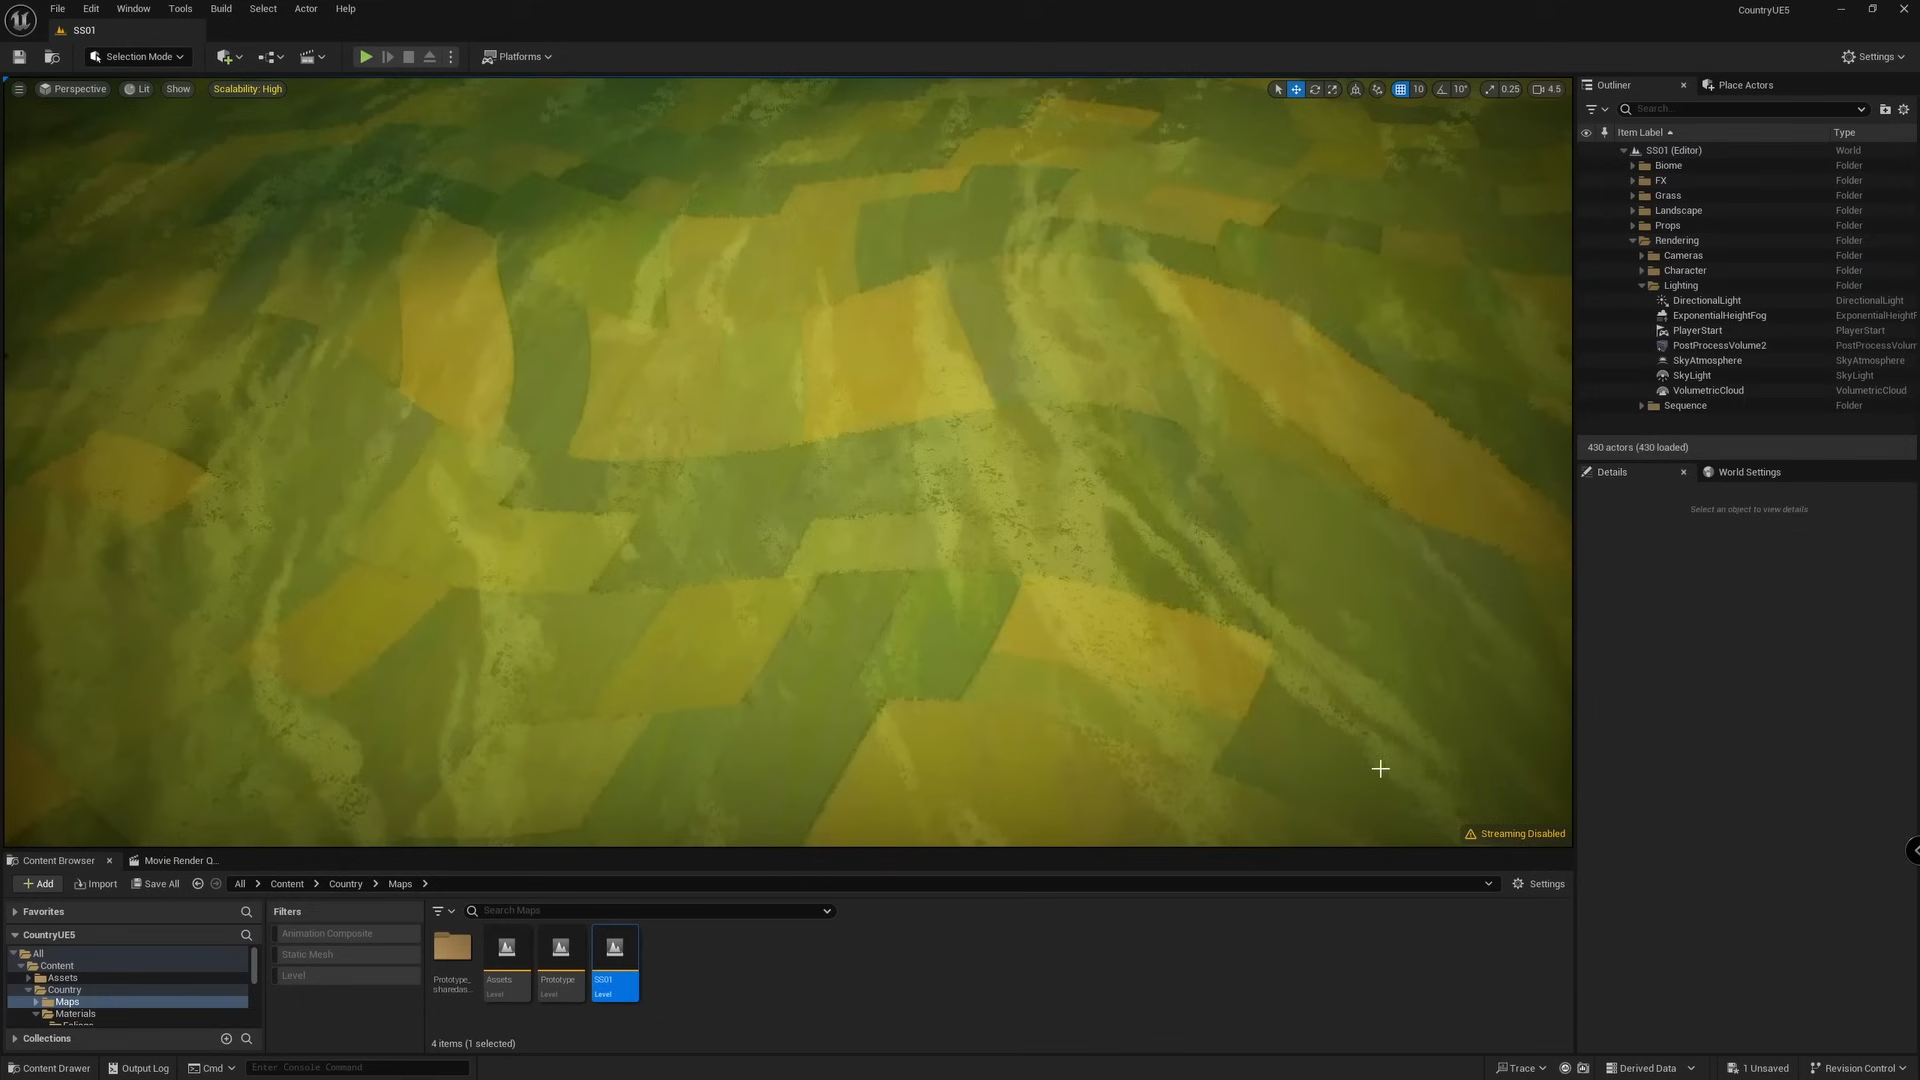 File Edit Window Tools Build Select Actor Help
CountryUE5
SS01
Selection Mode
Platforms
Settings
Perspective Lit Show Scalability: High
10 10° 0.25 4.5
Outliner Place Actors
Search...
Item Label Type
SS01 (Editor) World
Biome Folder
FX Folder
Grass Folder
Landscape Folder
Props Folder
Rendering Folder
Cameras Folder
Character Folder
Lighting Folder
DirectionalLight DirectionalLight
ExponentialHeightFog ExponentialHeightF
PlayerStart PlayerStart
PostProcessVolume2 PostProcessVolum
SkyAtmosphere SkyAtmosphere
SkyLight SkyLight
VolumetricCloud VolumetricCloud
Sequence Folder
430 actors (430 loaded)
Details World Settings
Select an object to view details
Streaming Disabled
Content Browser Movie Render Q...
Add Import Save All All Content Country Maps Settings
Favorites
CountryUE5
All
Content
Assets
Country
Maps
Materials
Foliage
Collections
Filters
Animation Composite
Static Mesh
Level
Search Maps
Prototype_
sharedas...
Assets
Level
Prototype
Level
SS01
Level
4 items (1 selected)
Content Drawer Output Log Cmd Enter Console Command Trace Derived Data 1 Unsaved Revision Control